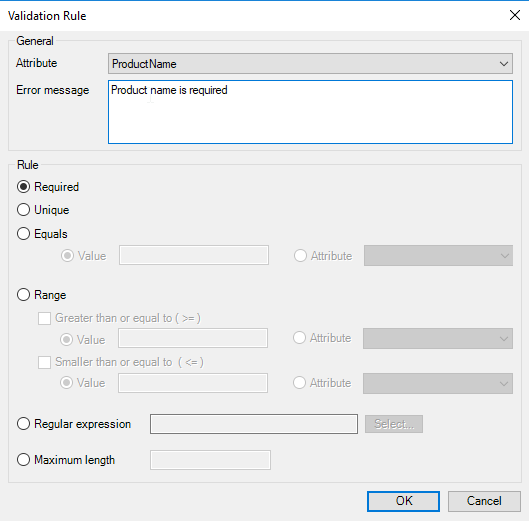 Validation Rule
General
Attribute ProductName
Error message Product name is required
Rule
Required
Unique
Equals
Value Attribute
Range
Greater than or equal to ( >= )
Value Attribute
Smaller than or equal to ( <= )
Value Attribute
Regular expression Select...
Maximum length
OK Cancel